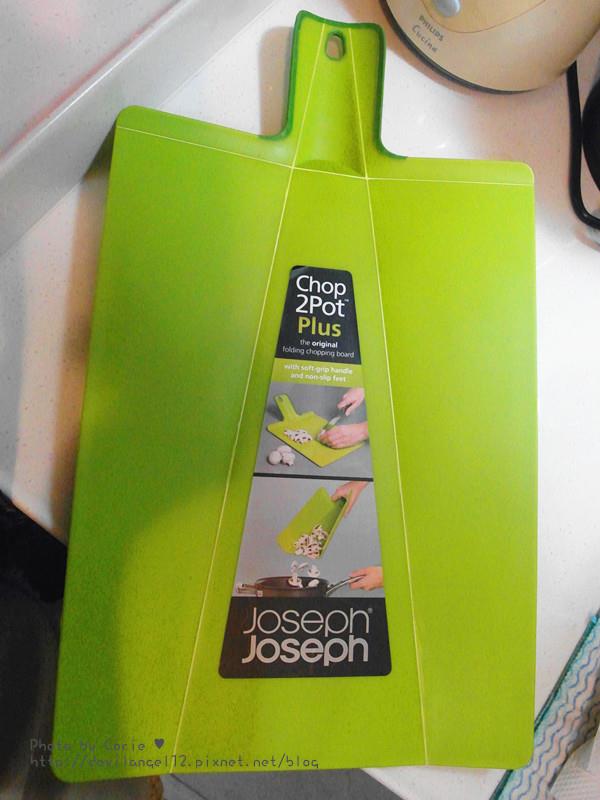 PHILIPS
Cucina
Chop
2Pot™
Plus
the original
folding chopping board
with soft-grip handle
and non-slip feet
Joseph®
Joseph
Photo by Corie ♥
http://devilangel12.pixnet.net/blog